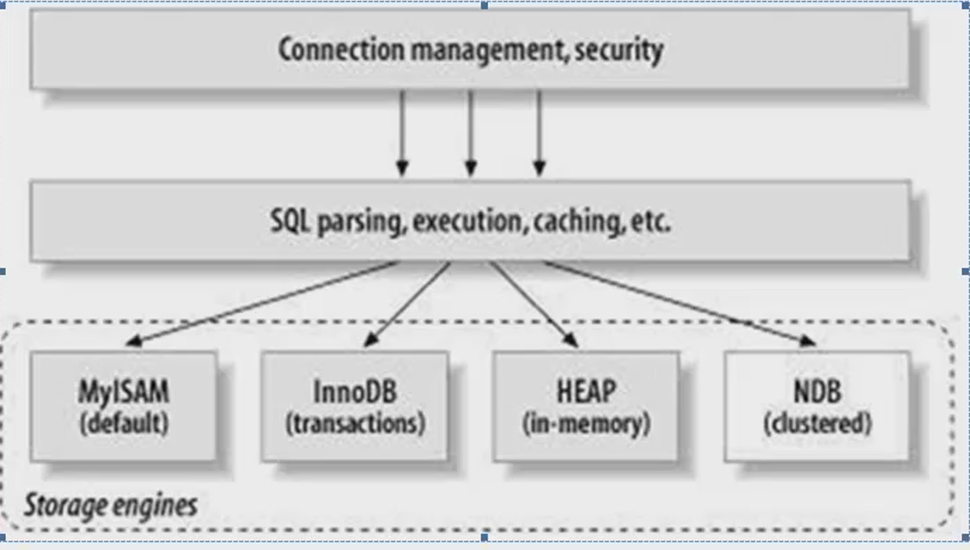 Connection management, security
SQL parsing, execution, caching, etc.
MyISAM
(default)
InnoDB
(transactions)
HEAP
(in-memory)
NDB
(clustered)
Storage engines